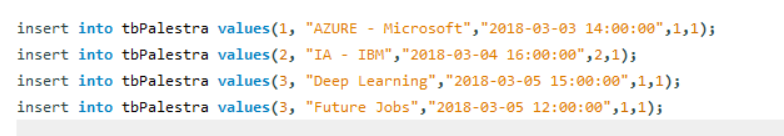 insert into tbPalestra values(1, "AZURE - Microsoft","2018-03-03 14:00:00",1,1);
insert into tbPalestra values(2, "IA - IBM","2018-03-04 16:00:00",2,1);
insert into tbPalestra values(3, "Deep Learning","2018-03-05 15:00:00",1,1);
insert into tbPalestra values(3, "Future Jobs","2018-03-05 12:00:00",1,1);